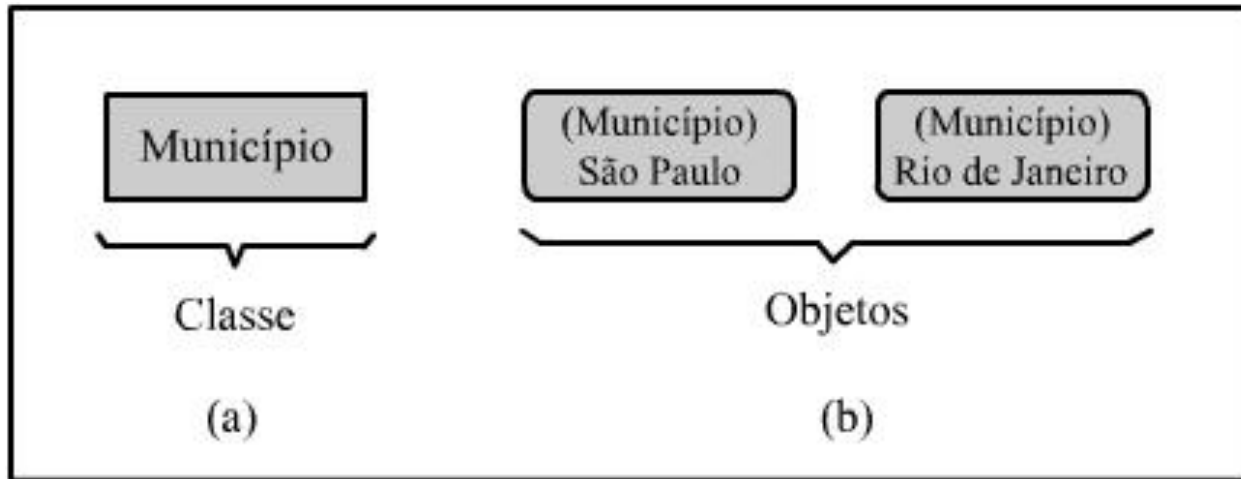 Município
(Município)
São Paulo
(Município)
Rio de Janeiro
Classe
Objetos
(a)
(b)